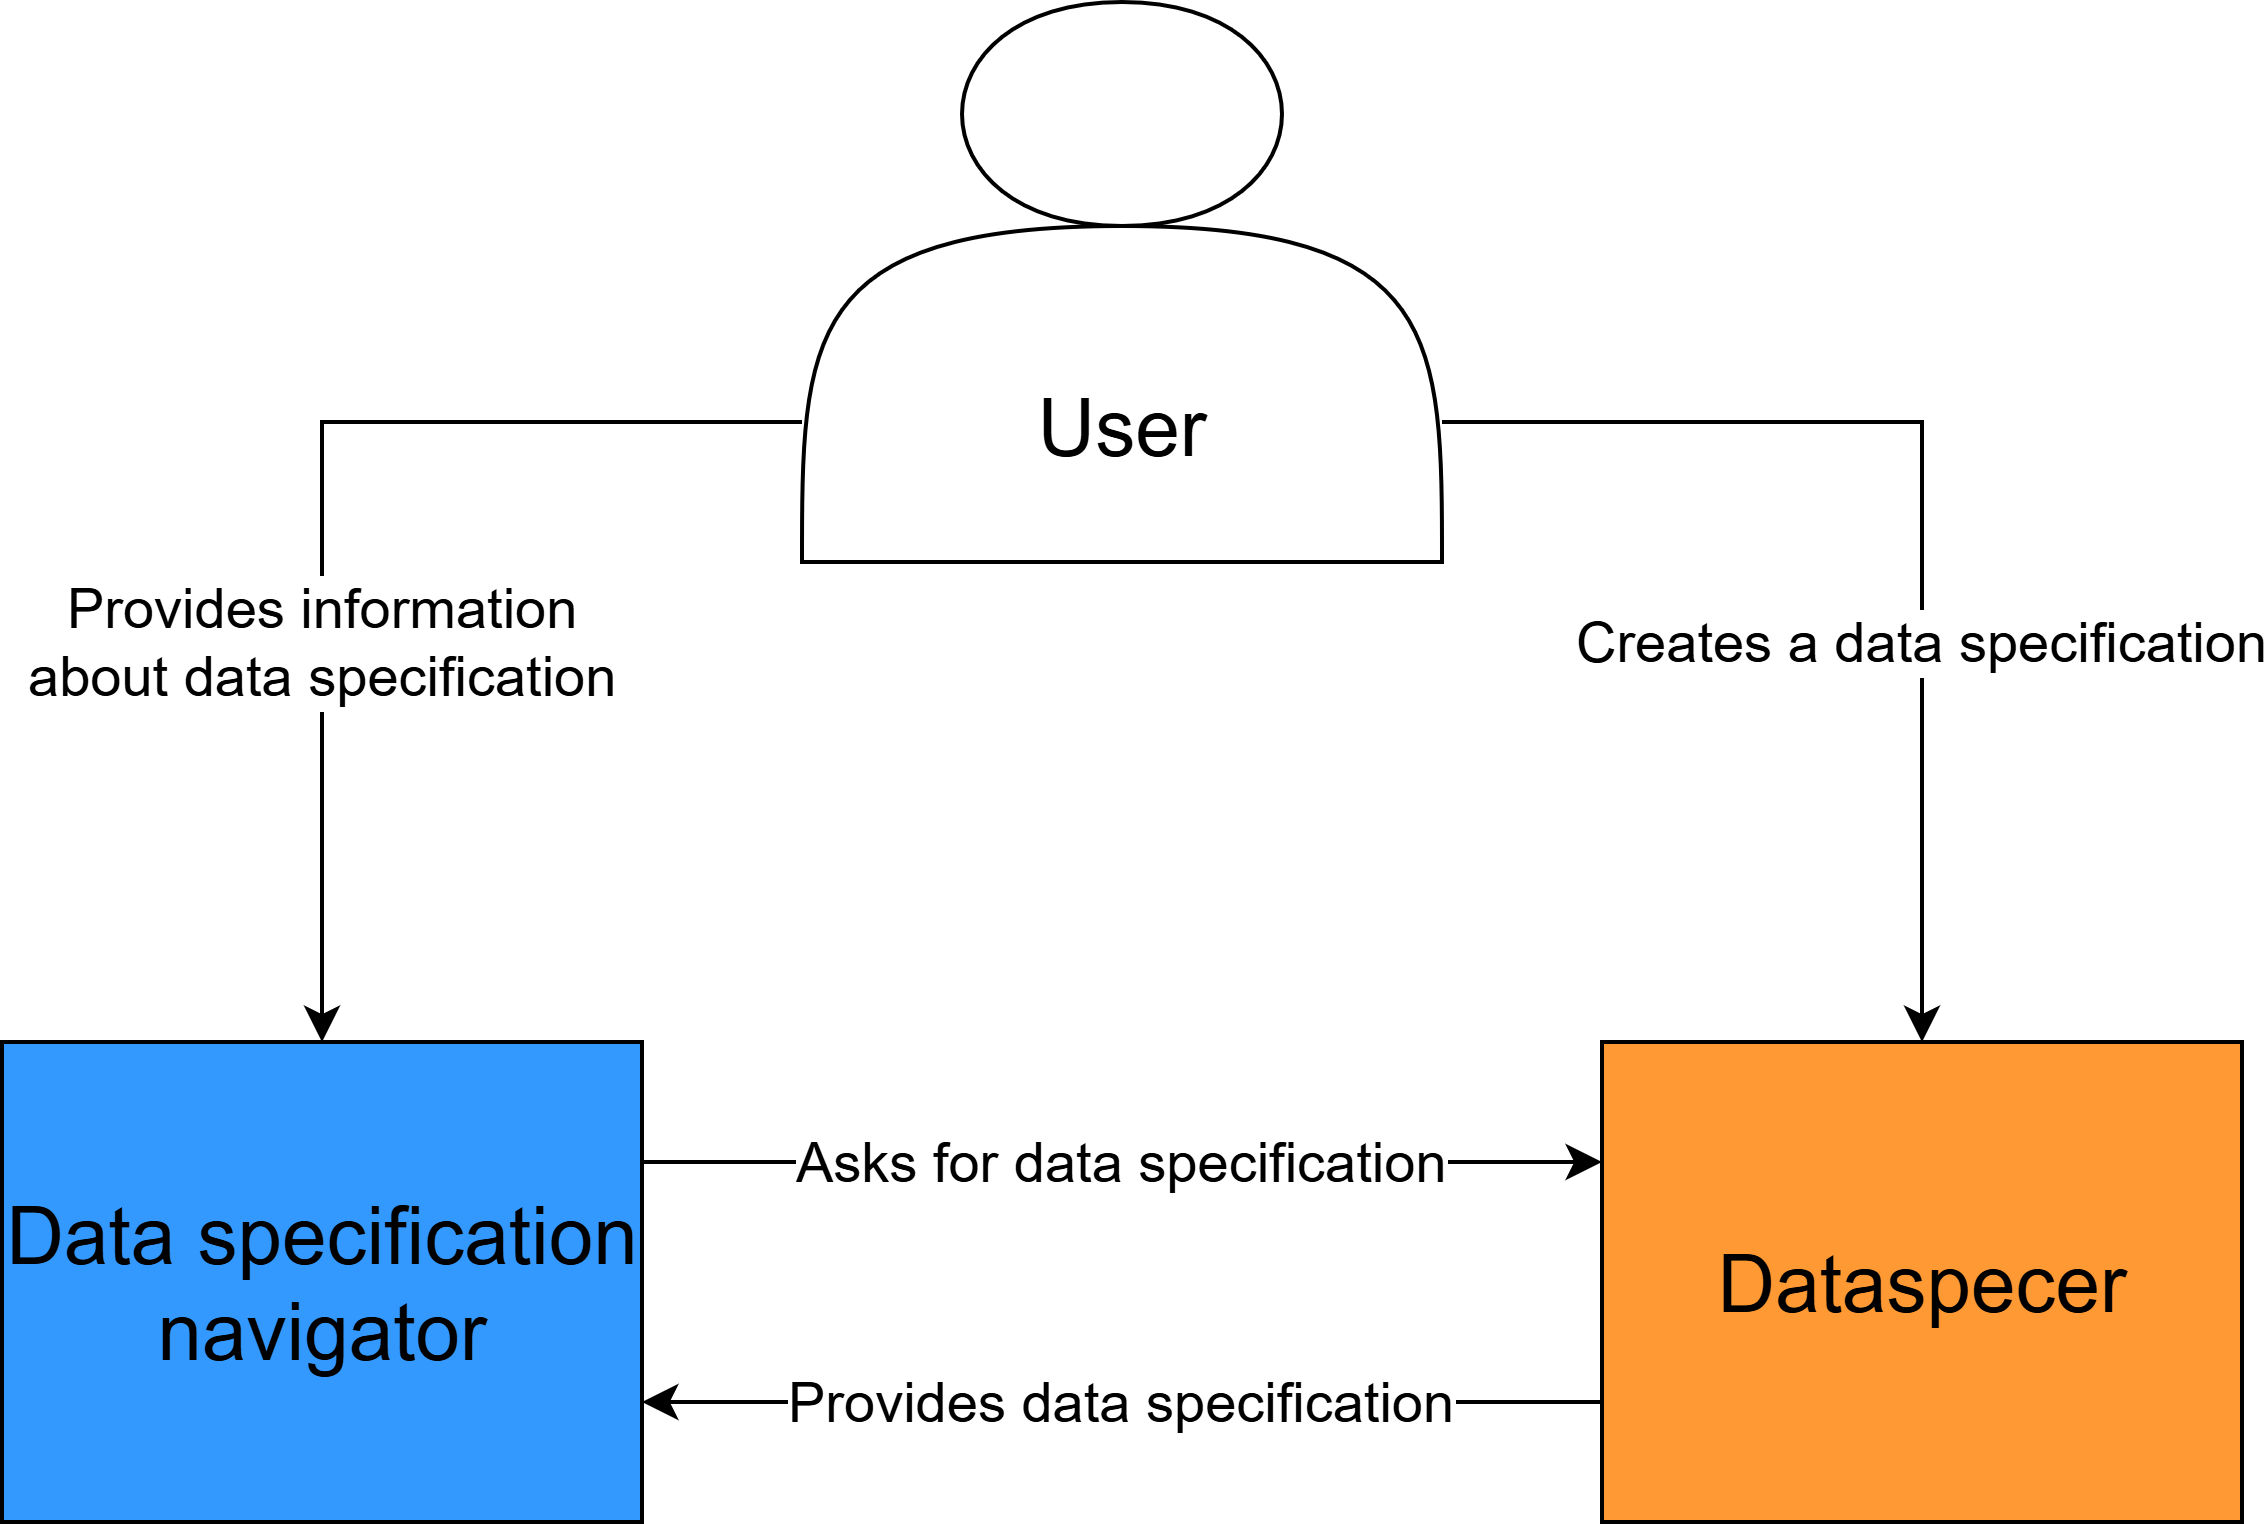 User
Provides information
about data specification
Creates a data specification
Asks for data specification
Data specification
navigator
Dataspecer
Provides data specification